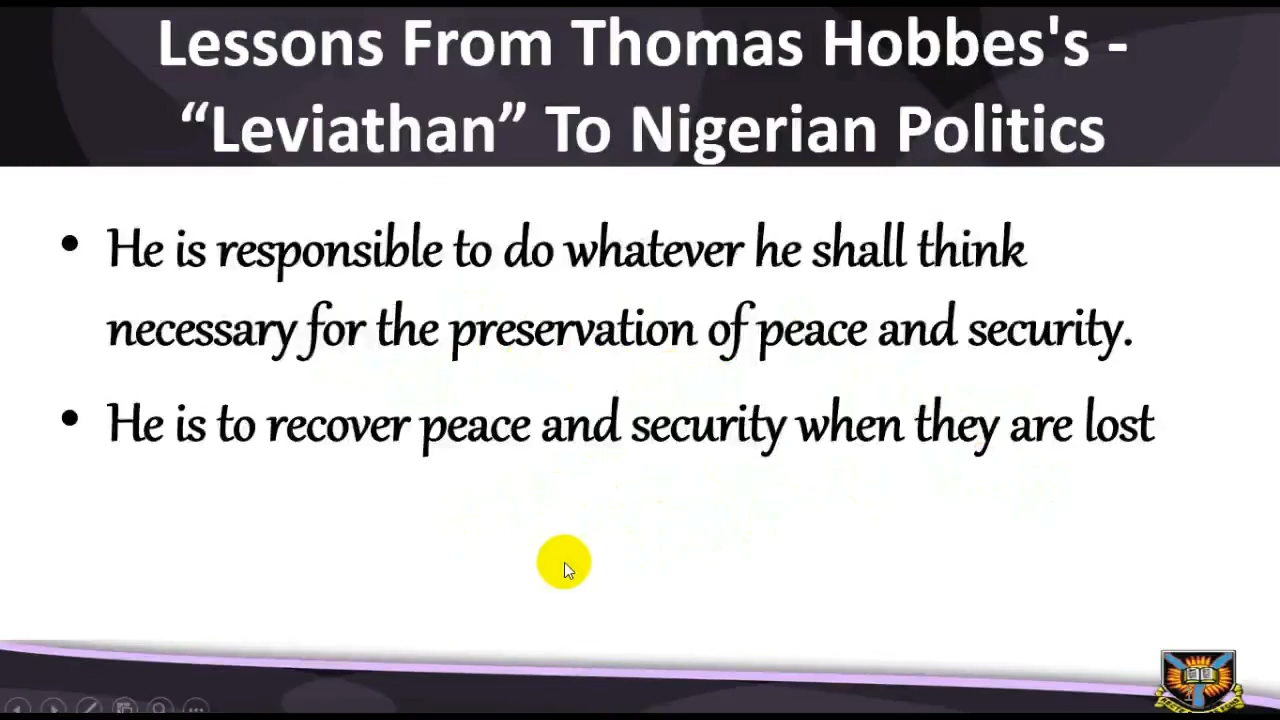 Lessons From Thomas Hobbes's -
“Leviathan” To Nigerian Politics
• He is responsible to do whatever he shall think
necessary for the preservation of peace and security.
• He is to recover peace and security when they are lost